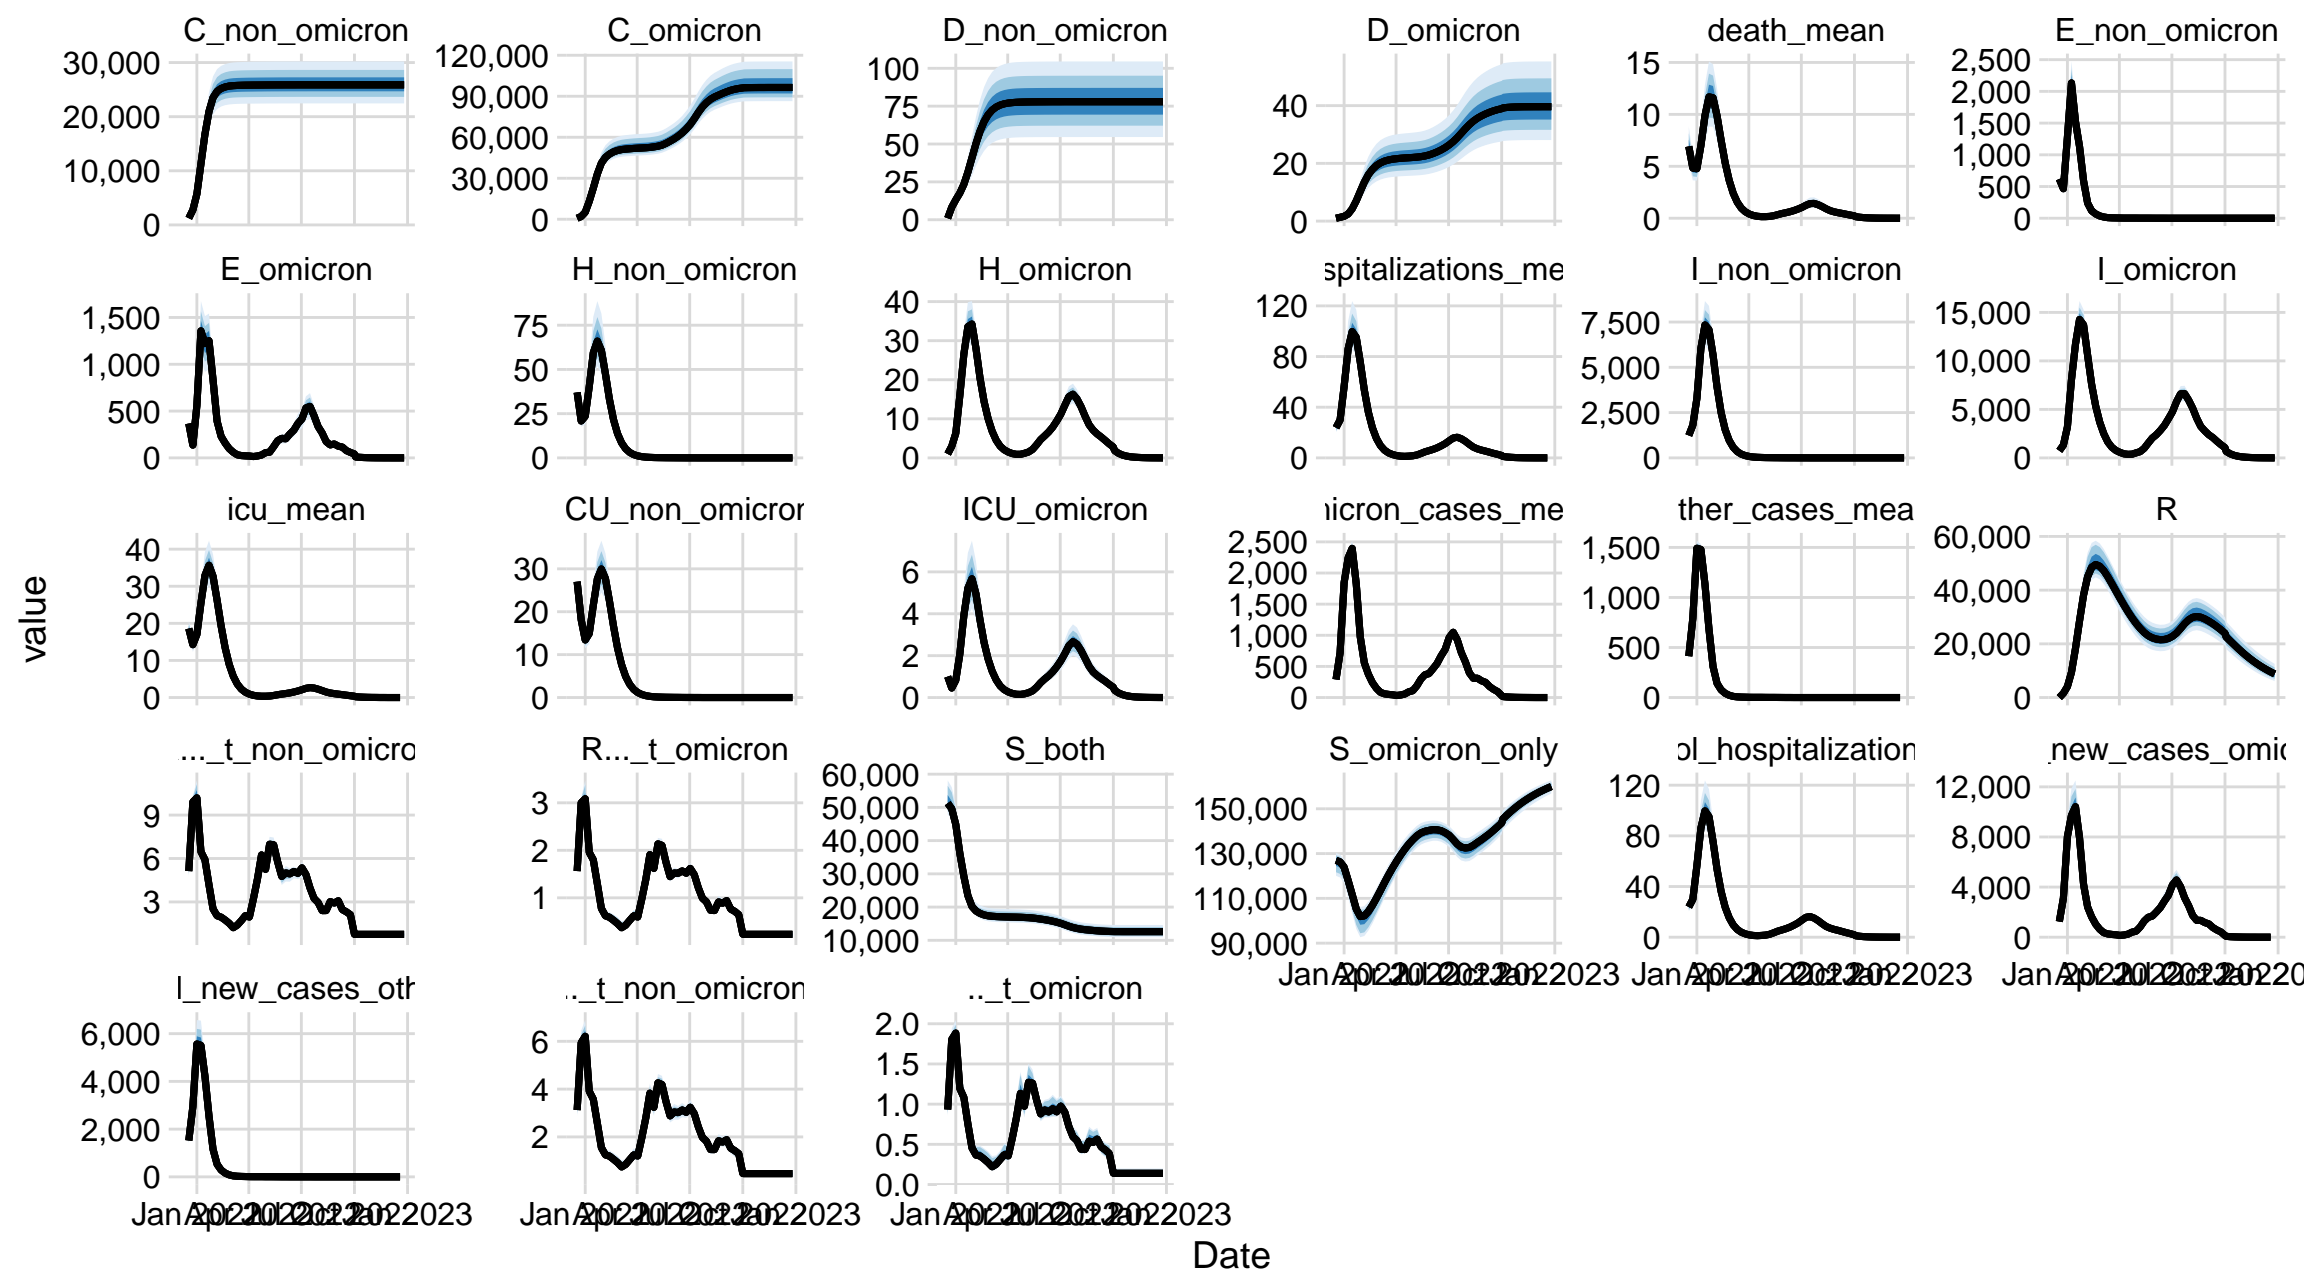 C_non_omicron C_omicron D_non_omicron D_omicron death_mean E_non_omicron
30,000 20,000 10,000 0
120,000 90,000 60,000 30,000 0
100 75 50 25 0
40 20 0
15 10 5 0
2,500 2,000 1,500 1,000 500 0
E_omicron H_non_omicron H_omicron spitalizations_me I_non_omicron I_omicron
1,500 1,000 500 0
75 50 25 0
40 30 20 10 0
120 80 40 0
7,500 5,000 2,500 0
15,000 10,000 5,000 0
icu_mean CU_non_omicror ICU_omicron nicron_cases_me ther_cases_mea R
40 30 20 10 0
30 20 10 0
6 4 2 0
2,500 2,000 1,500 1,000 500 0
1,500 1,000 500 0
60,000 40,000 20,000 0
..._t_non_omicro R..._t_omicron S_both S_omicron_only ol_hospitalization _new_cases_omic
9 6 3
3 2 1
60,000 50,000 40,000 30,000 20,000 10,000
150,000 130,000 110,000 90,000
120 80 40 0
12,000 8,000 4,000 0
l_new_cases_oth .._t_non_omicron .._t_omicron
6,000 4,000 2,000 0
6 4 2
2.0 1.5 1.0 0.5 0.0
value
Date